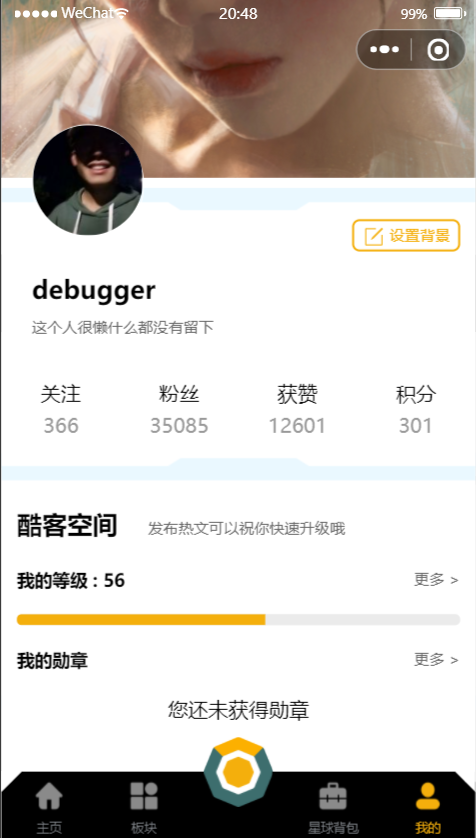 WeChat 20:48 99%
设置背景
debugger
这个人很懒什么都没有留下
关注 粉丝 获赞 积分
366 35085 12601 301
酷客空间 发布热文可以祝你快速升级哦
我的等级 : 56 更多 >
我的勋章 更多 >
您还未获得勋章
主页 板块 星球背包 我的